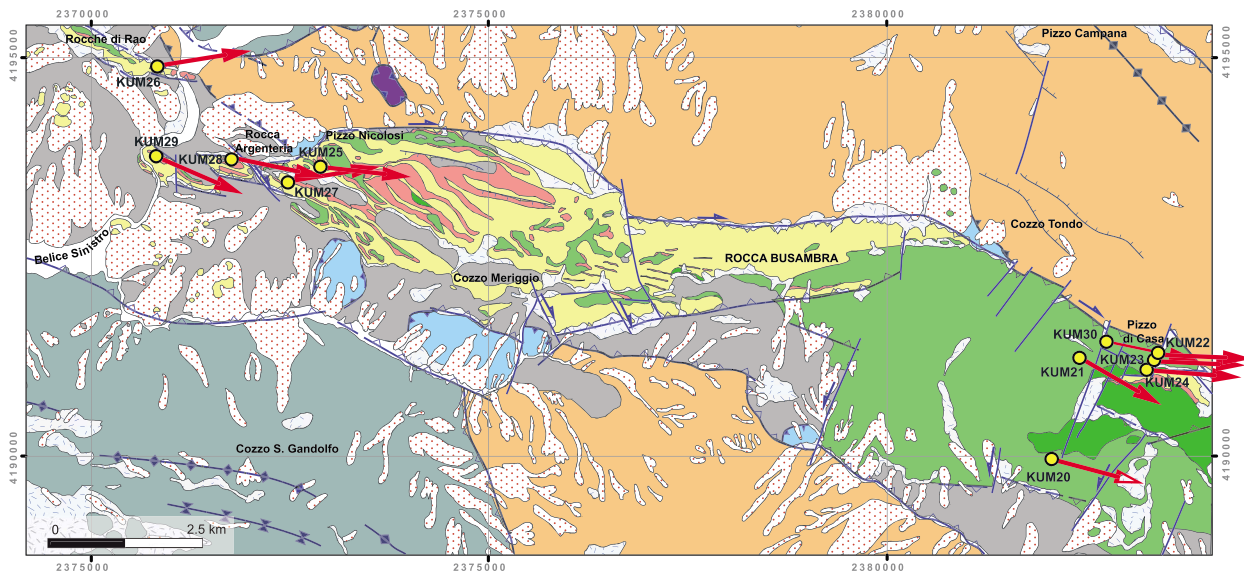 2370000
2375000
2380000
4195000
4195000
Rocche di Rao
Pizzo Campana
KUM26
KUM29
Rocca
Argenteria
Pizzo Nicolosi
KUM28
KUM25
KUM27
Cozzo Tondo
Belice Sinistro
Cozzo Meriggio
ROCCA BUSAMBRA
KUM30
Pizzo
di Casa
KUM22
KUM21
KUM23
KUM24
Cozzo S. Gandolfo
KUM20
4190000
4190000
0
2.5 km
2375000
2375000
2380000